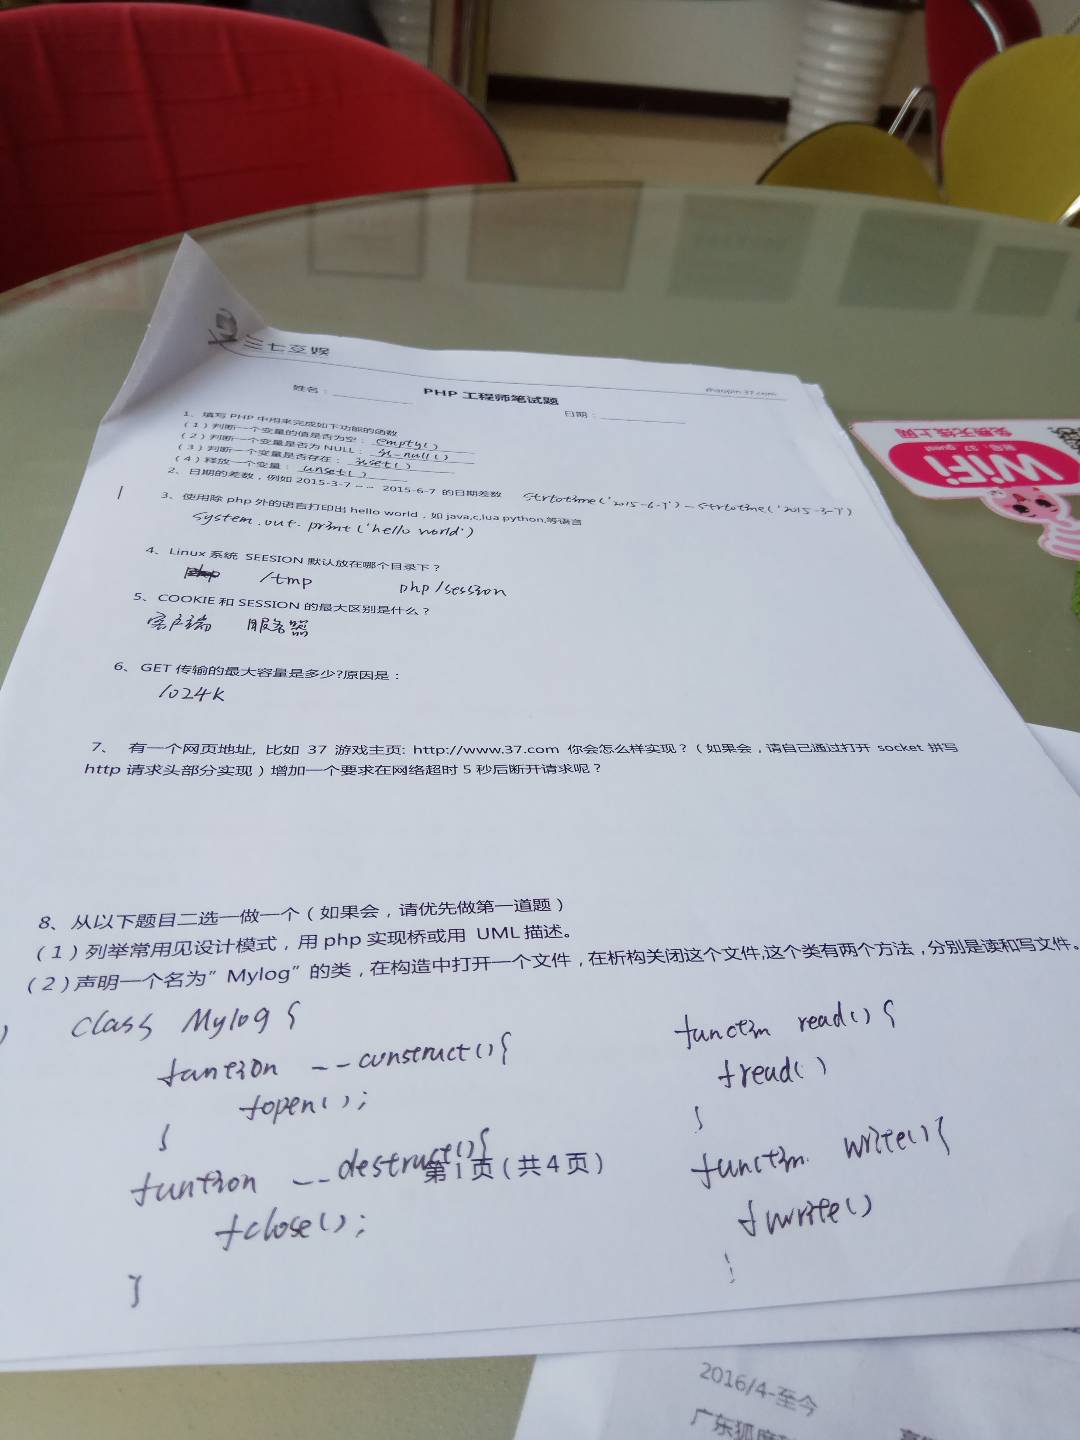 三七互娱
zhaopin.37.com
PHP 工程师笔试题
姓名：
日期：
1、填写 PHP 中用来完成如下功能的函数
（1）判断一个变量的值是否为空：empty()
（2）判断一个变量是否为 NULL：is_null()
（3）判断一个变量是否存在：isset()
（4）释放一个变量：unset()
2、日期的差数，例如 2015-3-7 ~~ 2015-6-7 的日期差数 strtotime('2015-6-7') - strtotime('2015-3-7')
3、使用除 php 外的语言打印出 hello world，如 java,c,lua python,等语言
System.out.print('hello world')
4、Linux 系统 SEESION 默认放在哪个目录下？
/tmp php/session
5、COOKIE 和 SESSION 的最大区别是什么？
客户端 服务器
6、GET 传输的最大容量是多少?原因是：
1024K
7、 有一个网页地址, 比如 37 游戏主页: http://www.37.com 你会怎么样实现？（如果会，请自己通过打开 socket 拼写
http 请求头部分实现）增加一个要求在网络超时 5 秒后断开请求呢？
8、从以下题目二选一做一个（如果会，请优先做第一道题）
（1）列举常用见设计模式，用 php 实现桥或用 UML 描述。
（2）声明一个名为"Mylog"的类，在构造中打开一个文件，在析构关闭这个文件,这个类有两个方法，分别是读和写文件。
class Mylog {
funtion __construct(){
fopen();
}
funtion __destruct(){
fclose();
}
function read(){
fread()
}
function write(){
fwrite()
}
第 1 页（共 4 页）
WiFi
免费无线上网
2016/4-至今